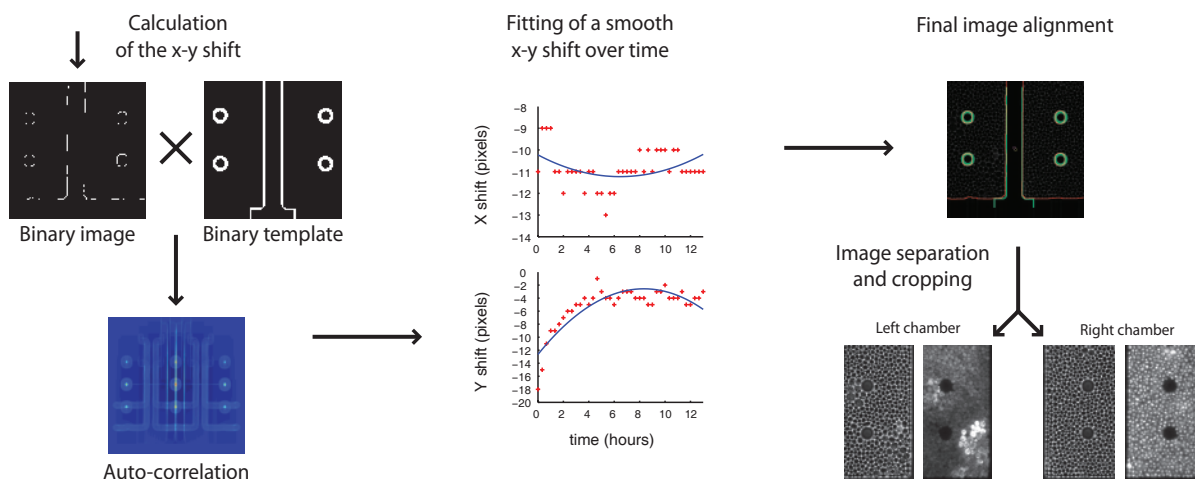 Calculation
of the x-y shift
Binary image
Binary template
Auto-correlation
Fitting of a smooth
x-y shift over time
−8
−9
−10
−11
−12
−13
−14
X shift (pixels)
0 2 4 6 8 10 12
0
−2
−4
−6
−8
−10
−12
−14
−16
−18
−20
Y shift (pixels)
0 2 4 6 8 10 12
time (hours)
Final image alignment
Image separation
and cropping
Left chamber
Right chamber